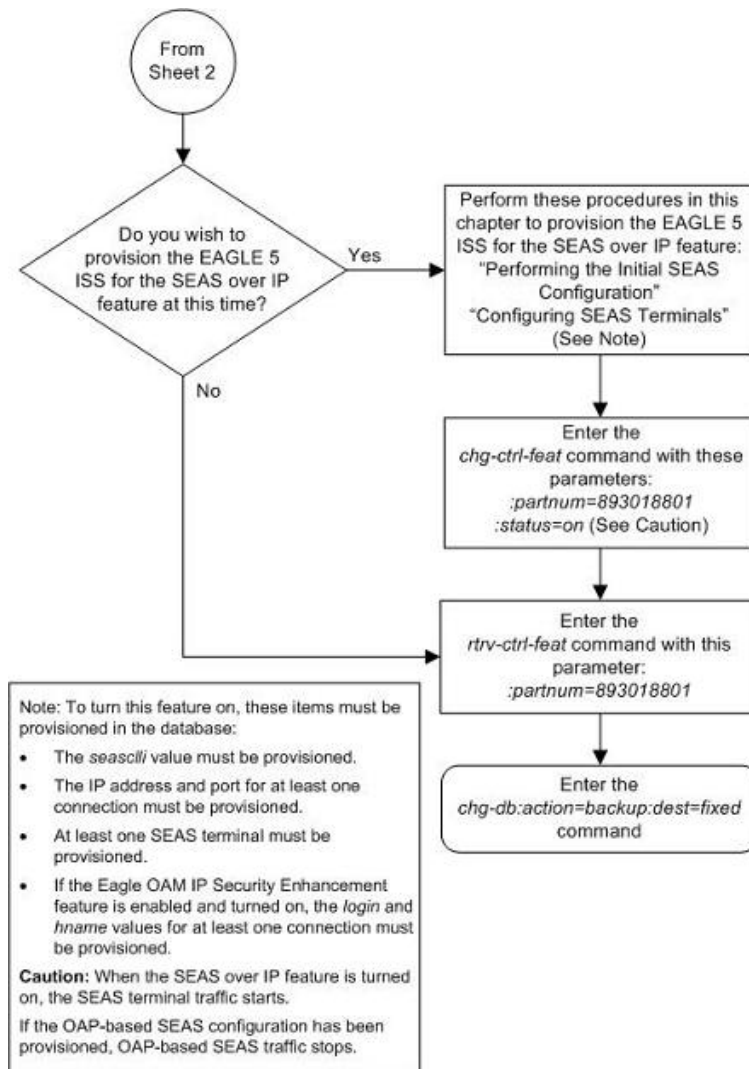 From
Sheet 2
Do you wish to
provision the EAGLE 5
ISS for the SEAS over IP
feature at this time?
Yes
No
Perform these procedures in this
chapter to provision the EAGLE 5
ISS for the SEAS over IP feature:
“Performing the Initial SEAS
Configuration”
“Configuring SEAS Terminals”
(See Note)
Enter the
chg-ctrl-feat command with these
parameters:
:partnum=893018801
:status=on (See Caution)
Enter the
rtrv-ctrl-feat command with this
parameter:
:partnum=893018801
Enter the
chg-db:action=backup:dest=fixed
command
Note: To turn this feature on, these items must be
provisioned in the database:
• The seasclli value must be provisioned.
• The IP address and port for at least one
connection must be provisioned.
• At least one SEAS terminal must be
provisioned.
• If the Eagle OAM IP Security Enhancement
feature is enabled and turned on, the login and
hname values for at least one connection must
be provisioned.
Caution: When the SEAS over IP feature is turned
on, the SEAS terminal traffic starts.
If the OAP-based SEAS configuration has been
provisioned, OAP-based SEAS traffic stops.